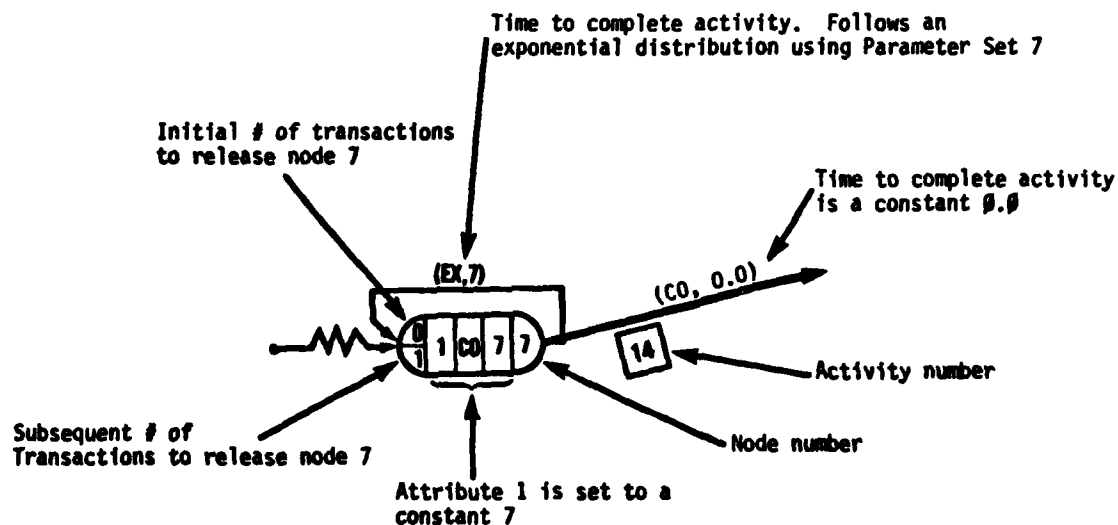 Time to complete activity. Follows an
exponential distribution using Parameter Set 7
Initial # of transactions
to release node 7
Time to complete activity
is a constant 0.0
(EX,7)
(CO, 0.0)
0
1
1
CO
7
7
14
Activity number
Subsequent # of
Transactions to release node 7
Node number
Attribute 1 is set to a
constant 7